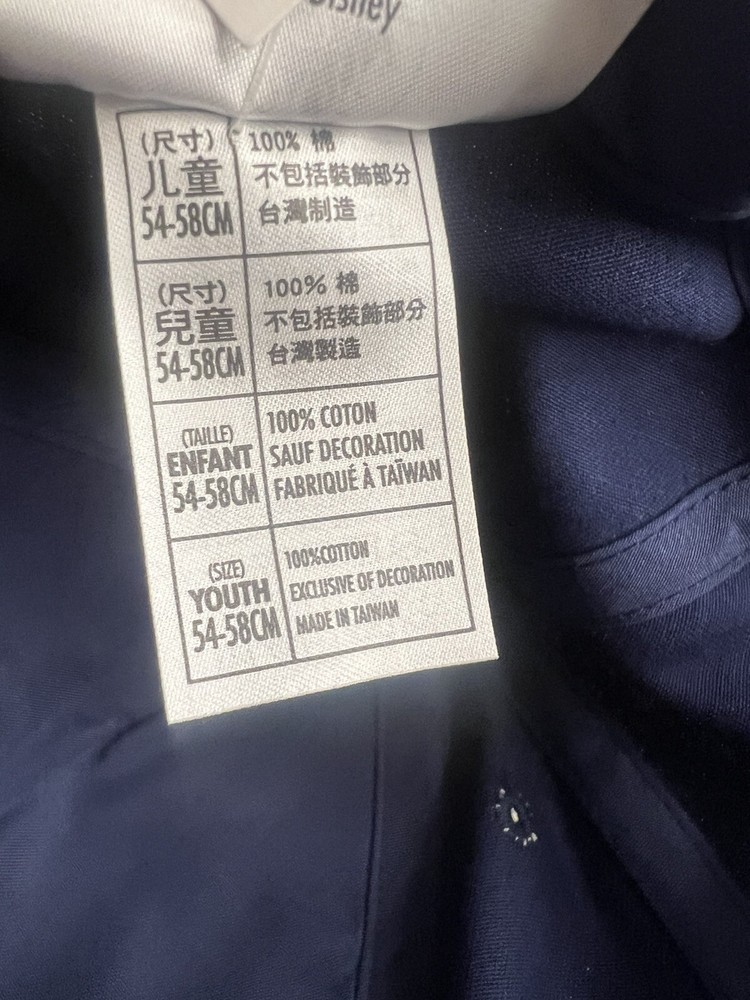 Disney
(尺寸)
儿童
54-58CM
100% 棉
不包括裝飾部分
台灣制造
(尺寸)
兒童
54-58CM
100% 棉
不包括裝飾部分
台灣製造
(TAILLE)
ENFANT
54-58CM
100% COTON
SAUF DECORATION
FABRIQUÉ À TAÏWAN
(SIZE)
YOUTH
54-58CM
100%COTTON
EXCLUSIVE OF DECORATION
MADE IN TAIWAN